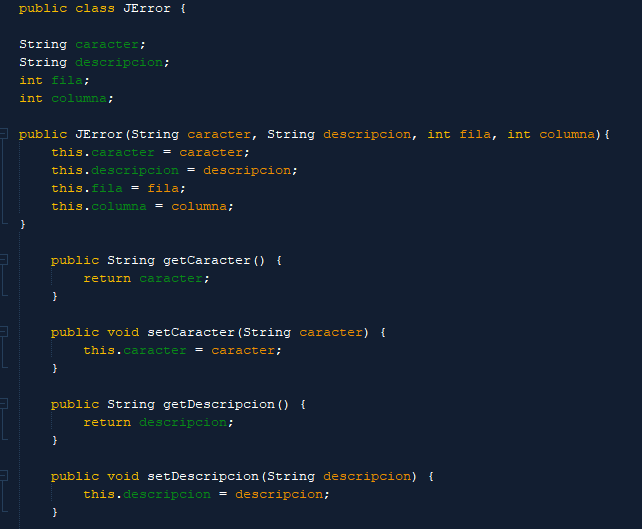 public class JError {
String caracter;
String descripcion;
int fila;
int columna;
public JError(String caracter, String descripcion, int fila, int columna){
this.caracter = caracter;
this.descripcion = descripcion;
this.fila = fila;
this.columna = columna;
}
public String getCaracter() {
return caracter;
}
public void setCaracter(String caracter) {
this.caracter = caracter;
}
public String getDescripcion() {
return descripcion;
}
public void setDescripcion(String descripcion) {
this.descripcion = descripcion;
}